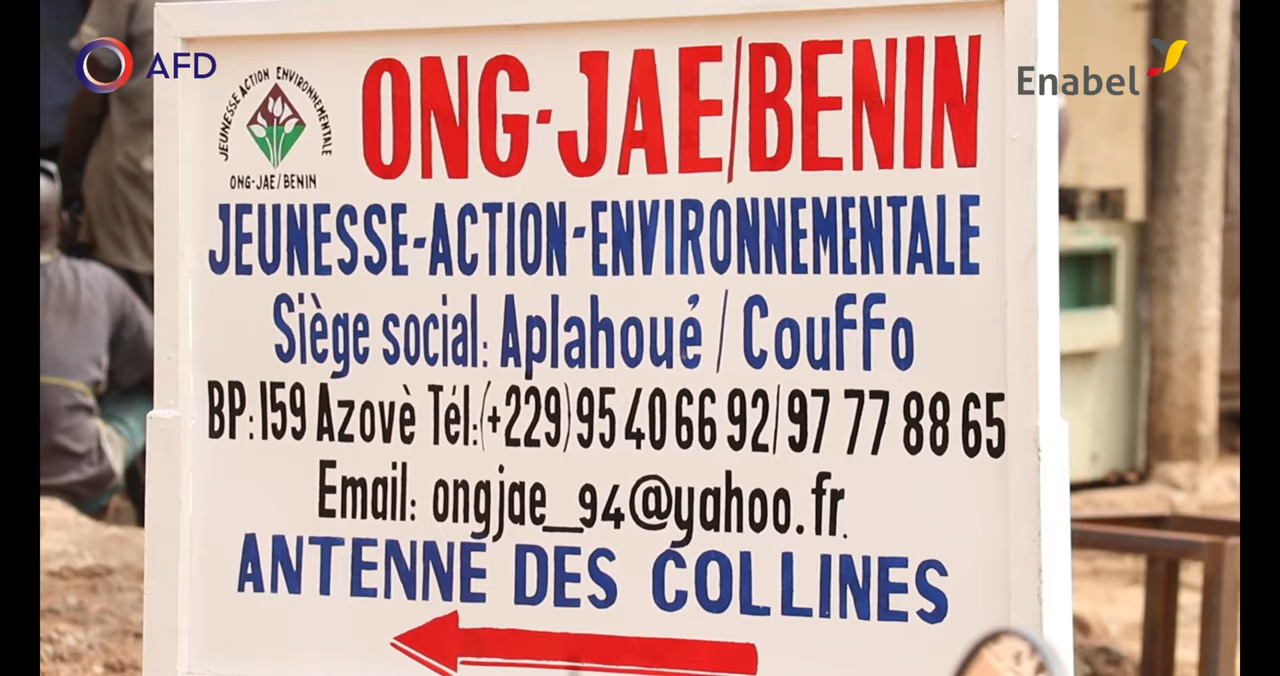 AFD
Enabel
JEUNESSE ACTION ENVIRONNEMENTALE
ONG-JAE/BENIN
ONG-JAE/BENIN
JEUNESSE-ACTION-ENVIRONNEMENTALE
Siège social: Aplahoué / Couffo
BP:159 Azovè Tél:(+229)95 40 66 92/97 77 88 65
Email: ongjae_94@yahoo.fr.
ANTENNE DES COLLINES